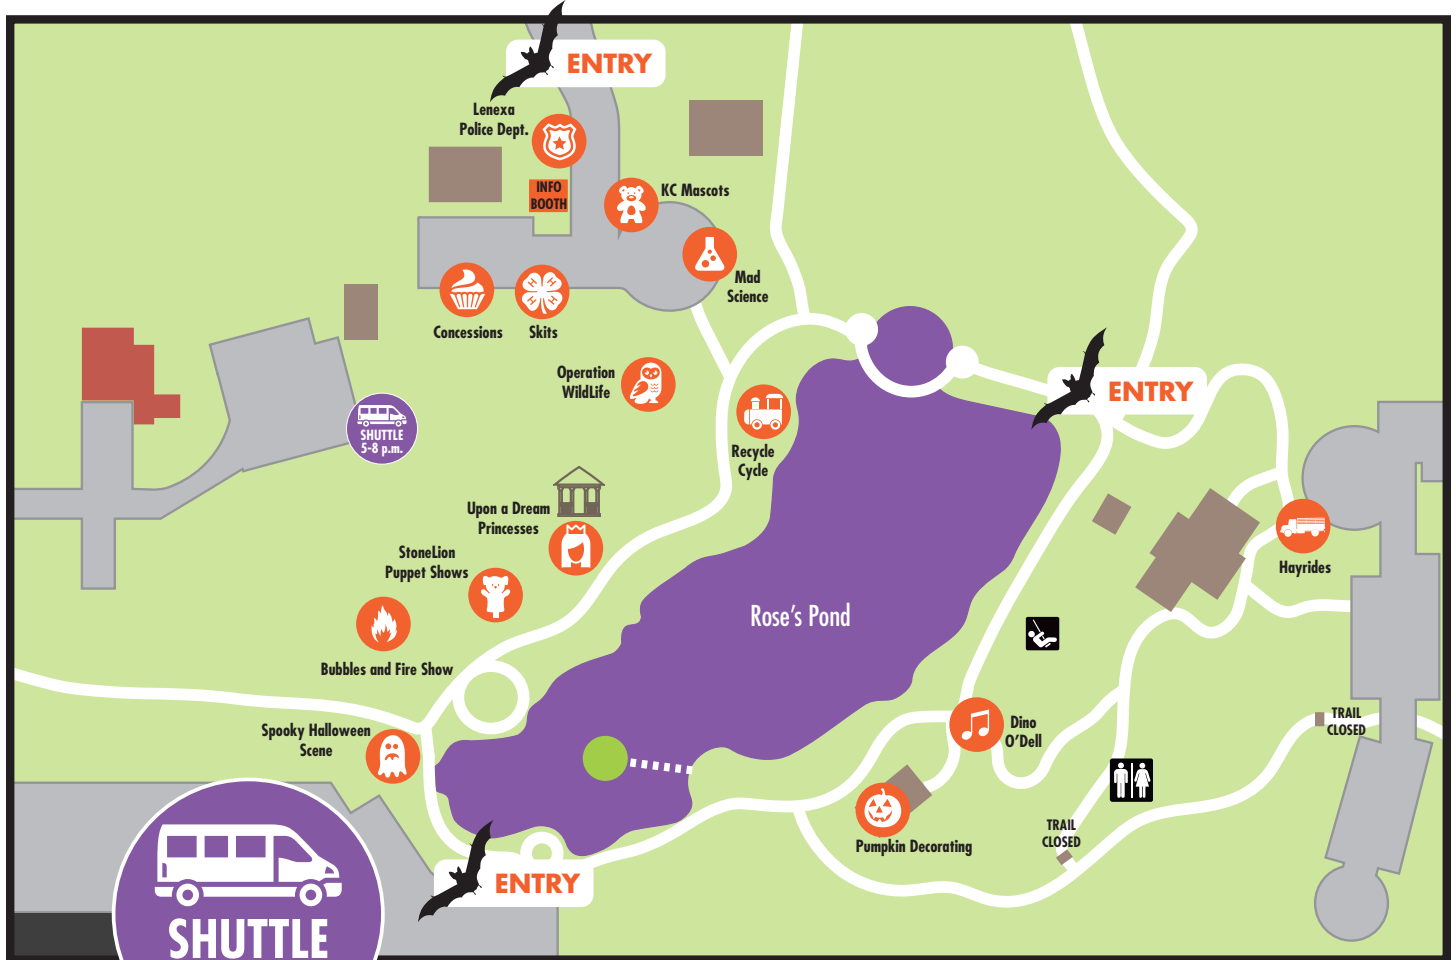 ENTRY
Lenexa
Police Dept.
INFO
BOOTH
KC Mascots
Mad
Science
Concessions
Skits
H H
H H
Operation
WildLife
ENTRY
SHUTTLE
5-8 p.m.
Recycle
Cycle
Upon a Dream
Princesses
StoneLion
Puppet Shows
Hayrides
Rose's Pond
Bubbles and Fire Show
Spooky Halloween
Scene
Dino
O'Dell
TRAIL
CLOSED
TRAIL
CLOSED
Pumpkin Decorating
ENTRY
SHUTTLE